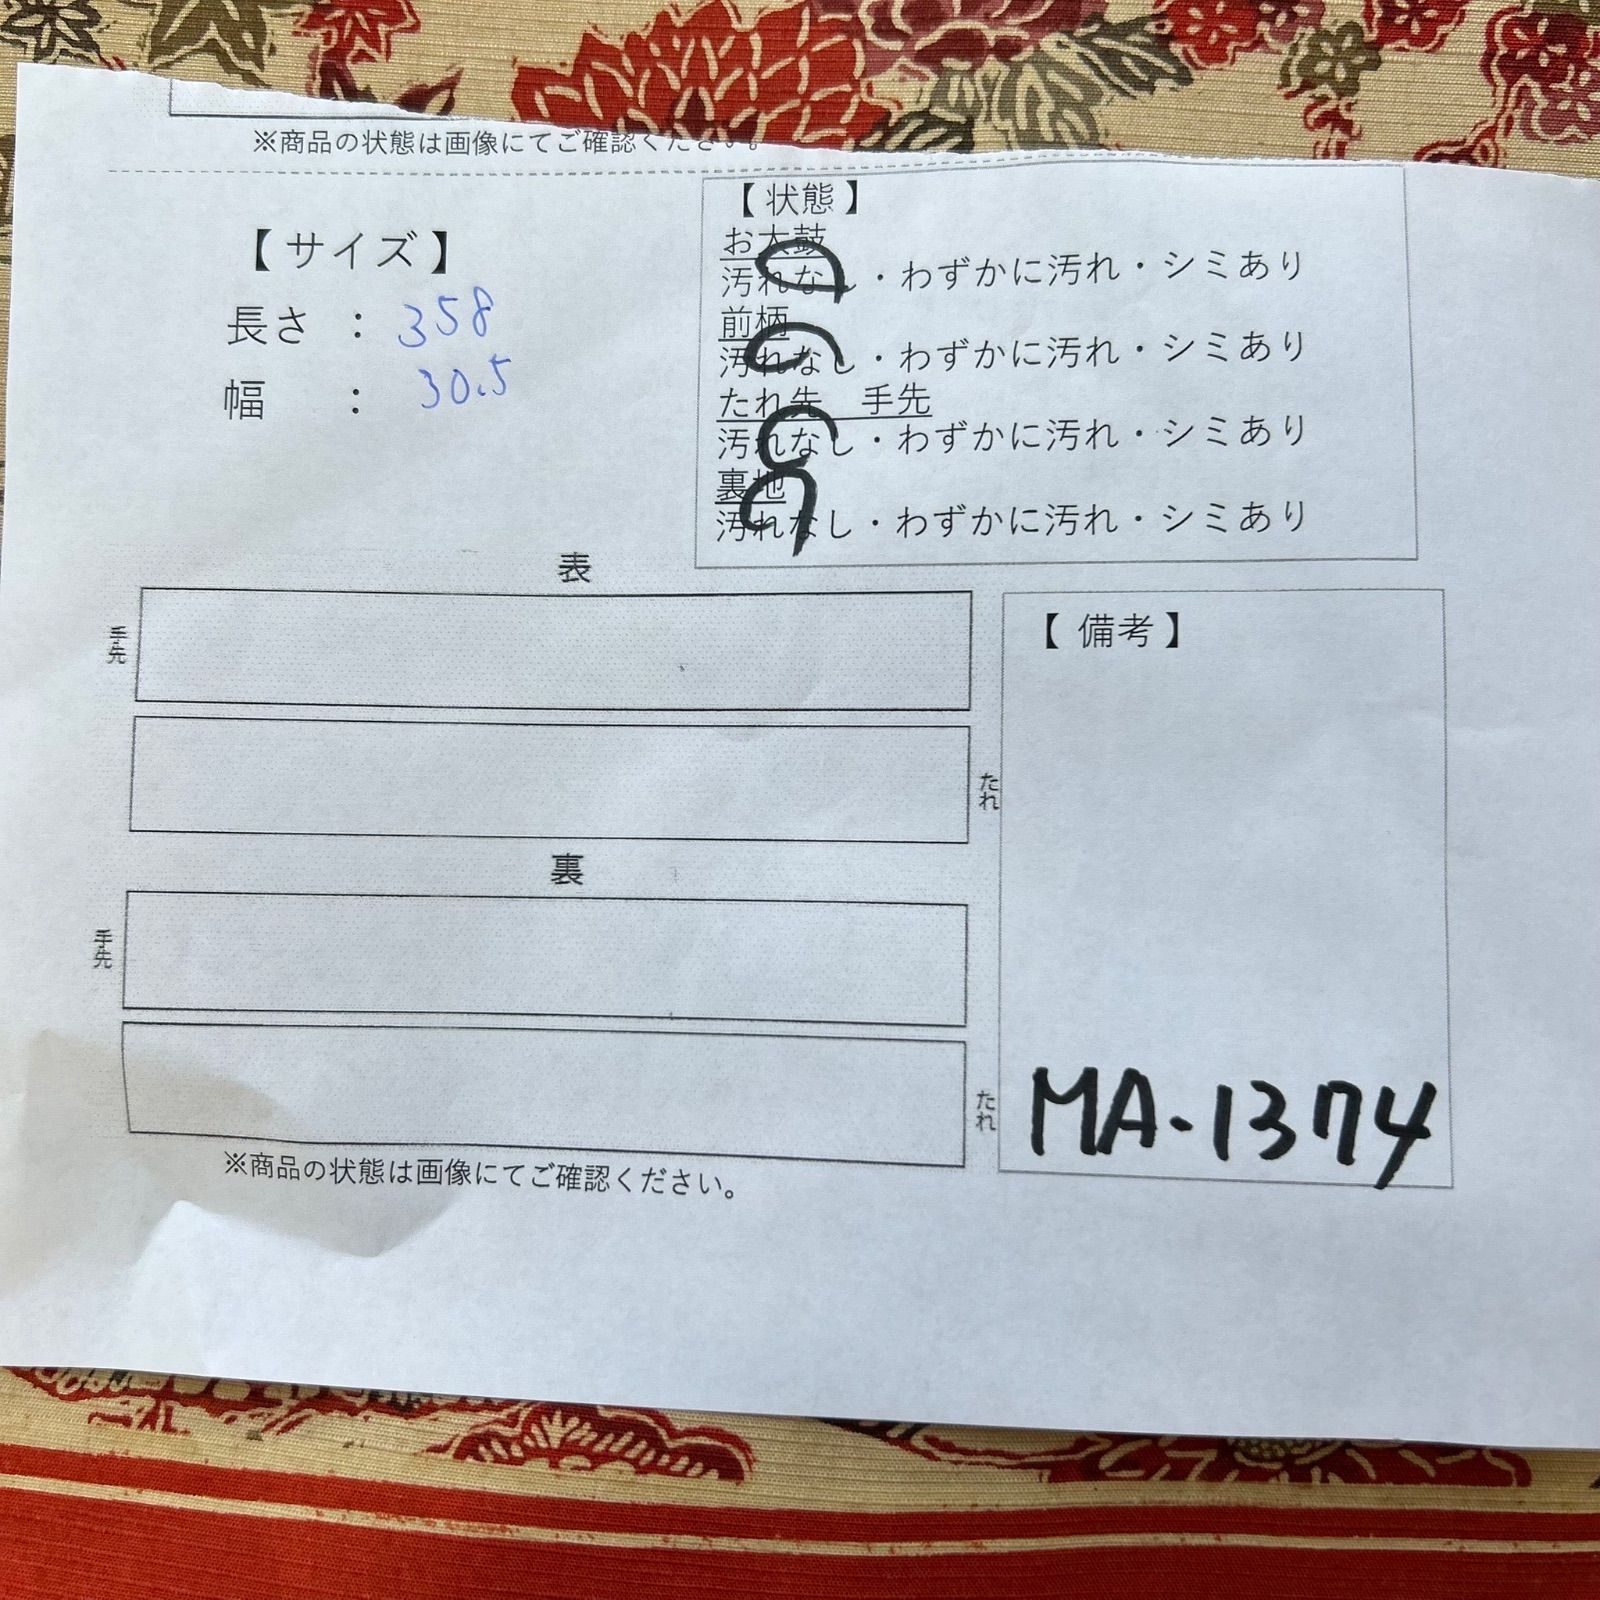 ※商品の状態は画像にてご確認ください。
【 サイズ 】
長さ ： 358
幅 ： 30.5
【 状態 】
お太鼓
汚れなし・わずかに汚れ・シミあり
前柄
汚れなし・わずかに汚れ・シミあり
たれ先　手先
汚れなし・わずかに汚れ・シミあり
裏地
汚れなし・わずかに汚れ・シミあり
表
手先
たれ
裏
手先
たれ
※商品の状態は画像にてご確認ください。
【 備考 】
MA-1374